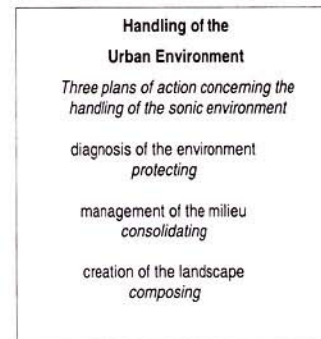 Handling of the
Urban Environment
Three plans of action concerning the
handling of the sonic environment
diagnosis of the environment
protecting
management of the milieu
consolidating
creation of the landscape
composing